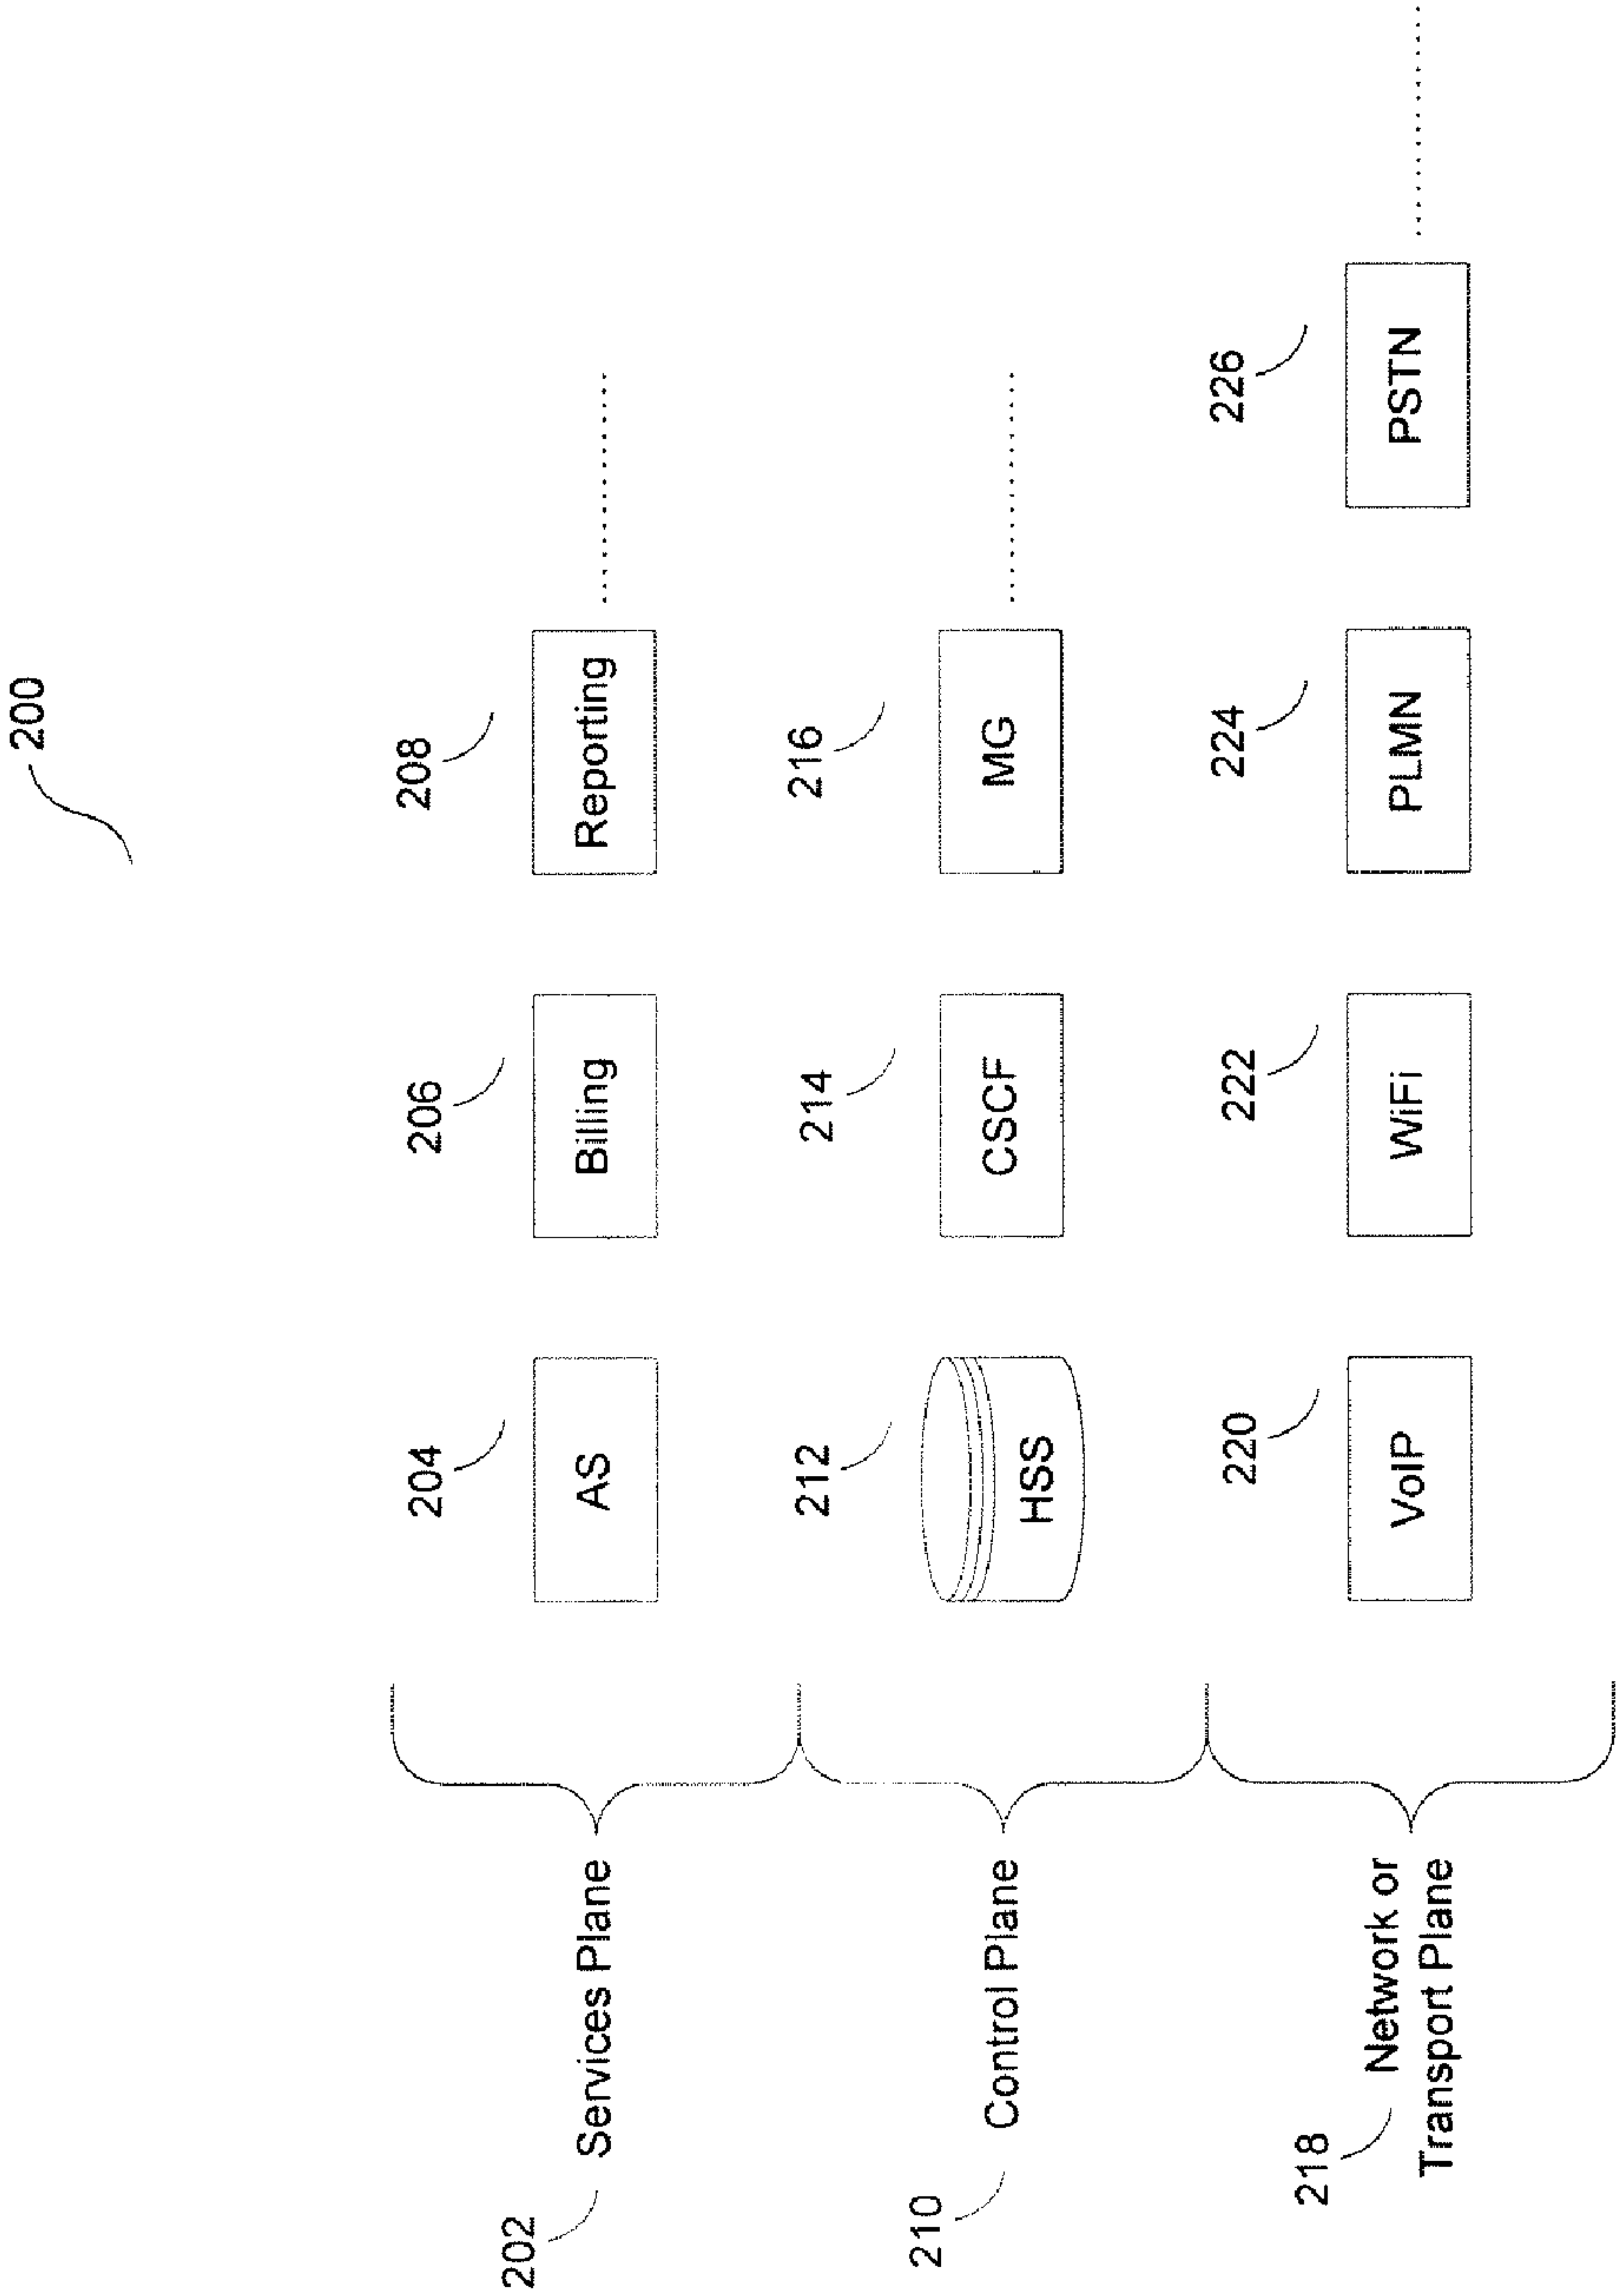 200
202
Services Plane
204
AS
206
Billing
208
Reporting
210
Control Plane
212
HSS
214
CSCF
216
MG
218
Network or
Transport Plane
220
VoIP
222
WiFi
224
PLMN
226
PSTN